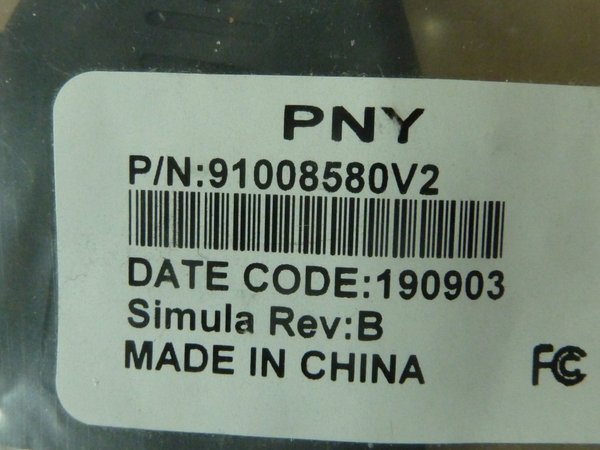 PNY
P/N:91008580V2
DATE CODE:190903
Simula Rev:B
MADE IN CHINA
FC